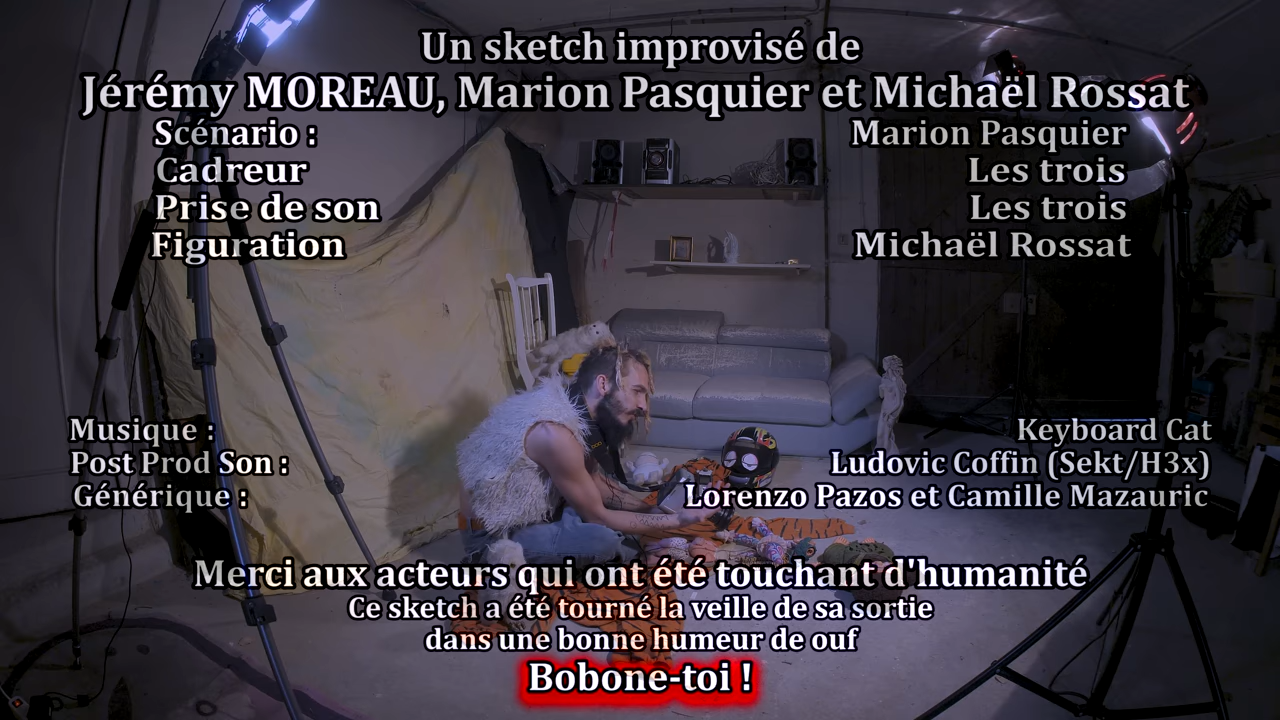 Un sketch improvisé de
Jérémy MOREAU, Marion Pasquier et Michaël Rossat
Scénario : Marion Pasquier
Cadreur Les trois
Prise de son Les trois
Figuration Michaël Rossat
Musique : Keyboard Cat
Post Prod Son : Ludovic Coffin (Sekt/H3x)
Générique : Lorenzo Pazos et Camille Mazauric
Merci aux acteurs qui ont été touchant d'humanité
Ce sketch a été tourné la veille de sa sortie
dans une bonne humeur de ouf
Bobone-toi !